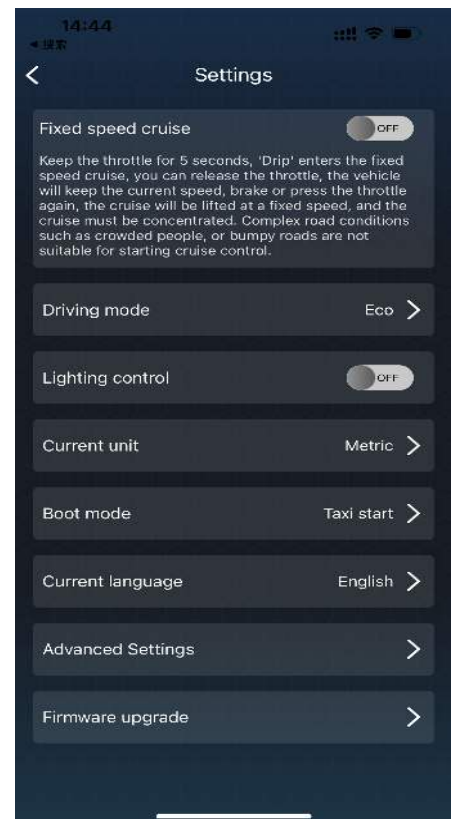 14:44
◀ 搜索
Settings
Fixed speed cruise OFF
Keep the throttle for 5 seconds, 'Drip' enters the fixed
speed cruise, you can release the throttle, the vehicle
will keep the current speed, brake or press the throttle
again, the cruise will be lifted at a fixed speed, and the
cruise must be concentrated. Complex road conditions
such as crowded people, or bumpy roads are not
suitable for starting cruise control.
Driving mode Eco
Lighting control OFF
Current unit Metric
Boot mode Taxi start
Current language English
Advanced Settings
Firmware upgrade